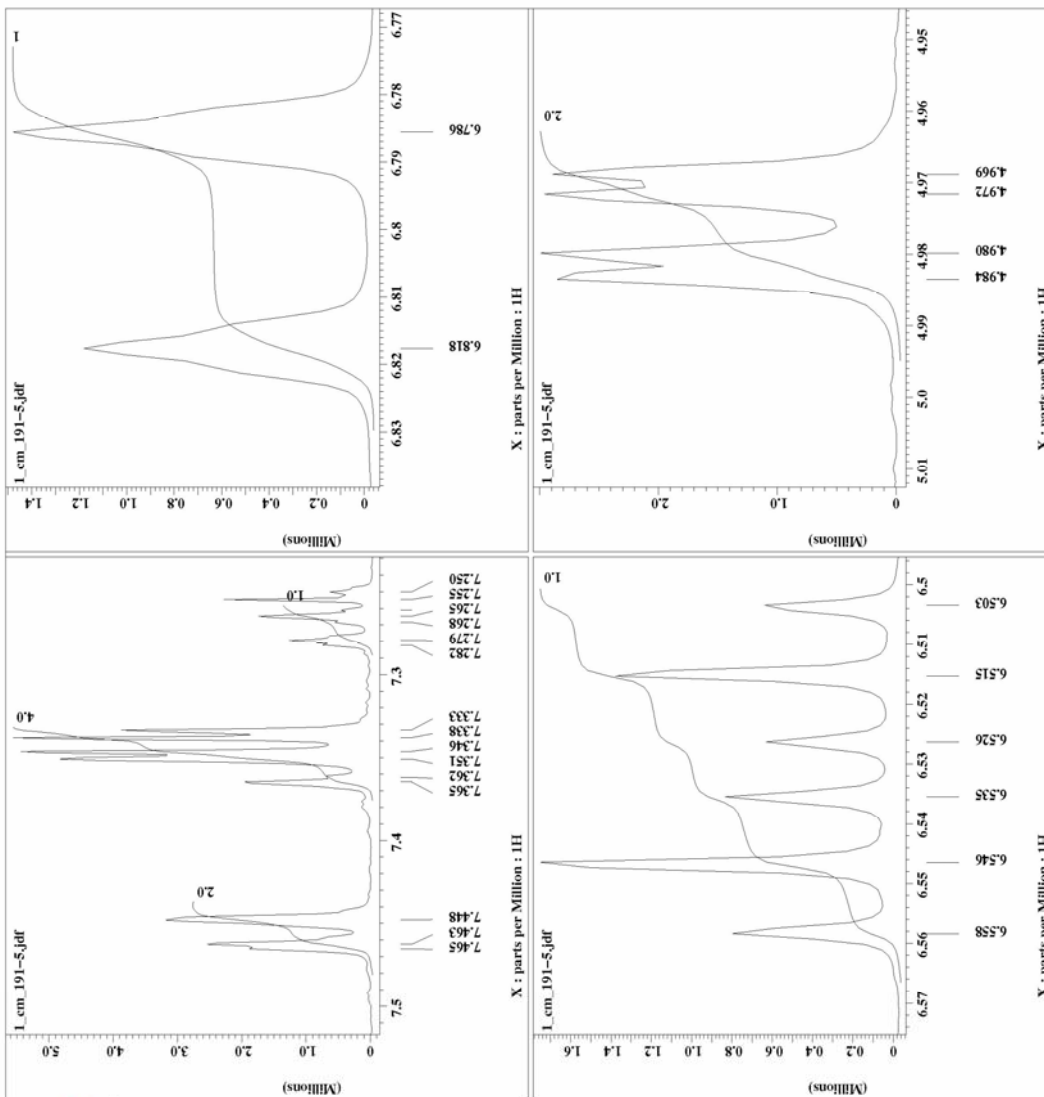 1_cm_191-5.jdf
1
(Millions)
0 0.2 0.4 0.6 0.8 1.0 1.2 1.4
6.83 6.82 6.81 6.8 6.79 6.78 6.77
6.818 6.786
X : parts per Million : 1H
1_cm_191-5.jdf
2.0
(Millions)
0 1.0 2.0
5.01 5.0 4.99 4.98 4.97 4.96 4.95
4.984 4.980 4.972 4.969
X : parts per Million : 1H
1_cm_191-5.jdf
2.0 4.0 1.0
(Millions)
0 1.0 2.0 3.0 4.0 5.0
7.5 7.4 7.3
7.465 7.463 7.448 7.365 7.362 7.351 7.346 7.338 7.333 7.282 7.279 7.268 7.265 7.255 7.250
X : parts per Million : 1H
1_cm_191-5.jdf
1.0
(Millions)
0 0.2 0.4 0.6 0.8 1.0 1.2 1.4 1.6
6.57 6.56 6.55 6.54 6.53 6.52 6.51 6.5
6.558 6.546 6.535 6.526 6.515 6.503
X : parts per Million : 1H